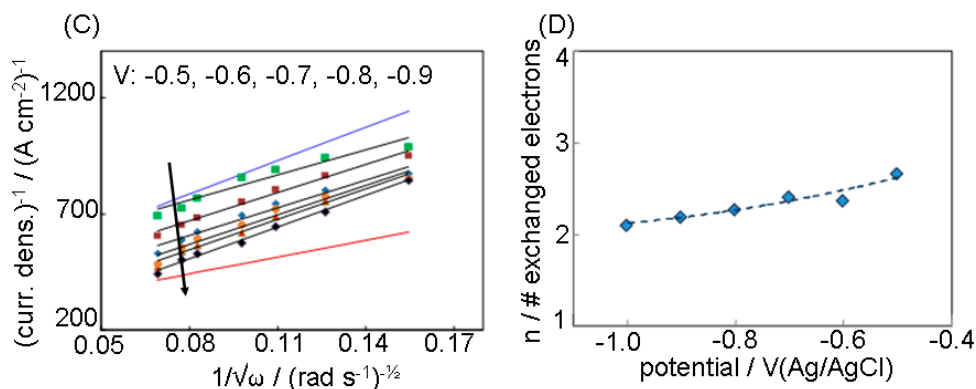 (C)
V: -0.5, -0.6, -0.7, -0.8, -0.9
(curr. dens.)⁻¹ / (A cm⁻²)⁻¹
1200
700
200
0.05 0.08 0.11 0.14 0.17
1/√ω / (rad s⁻¹)⁻½
(D)
n / # exchanged electrons
4
3
2
1
-1.0 -0.8 -0.6 -0.4
potential / V(Ag/AgCl)